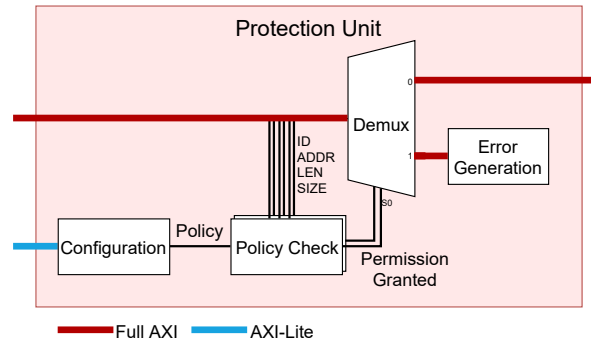 Protection Unit
0
Demux
ID
ADDR
LEN
SIZE
1
Error
Generation
S0
Policy
Configuration
Policy Check
Permission
Granted
Full AXI
AXI-Lite